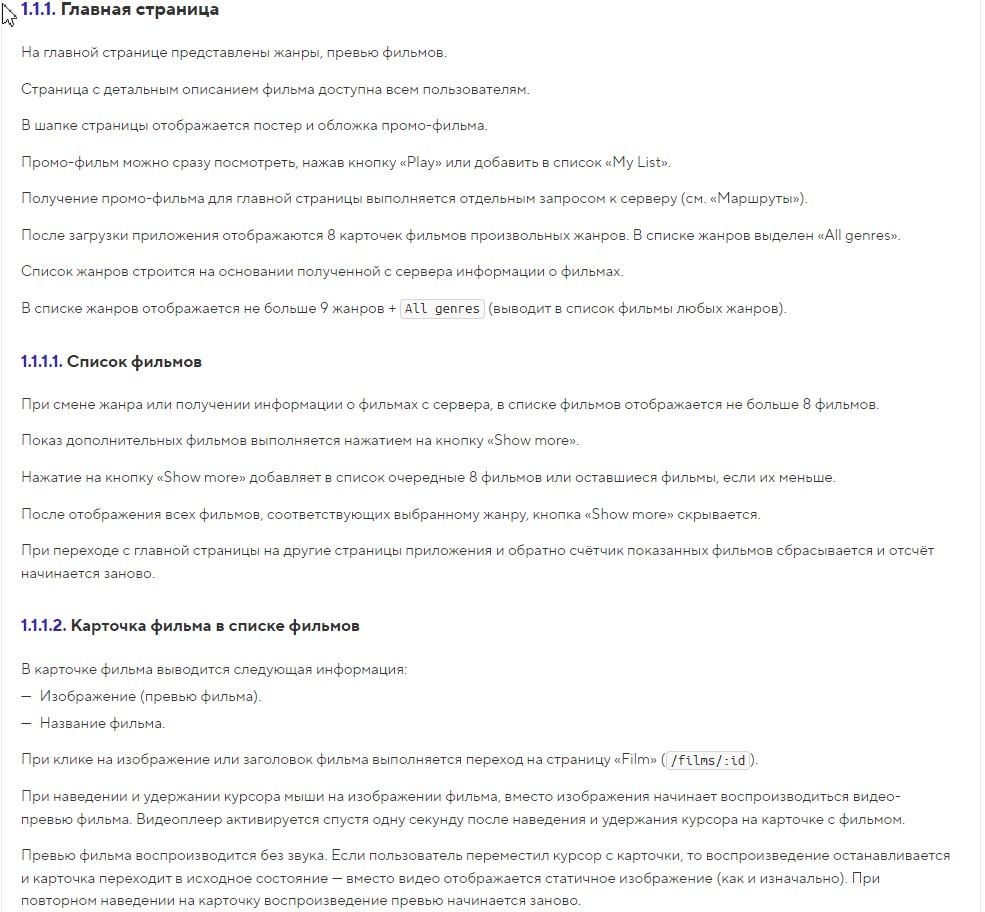 1.1.1. Главная страница
На главной странице представлены жанры, превью фильмов.
Страница с детальным описанием фильма доступна всем пользователям.
В шапке страницы отображается постер и обложка промо-фильма.
Промо-фильм можно сразу посмотреть, нажав кнопку «Play» или добавить в список «My List».
Получение промо-фильма для главной страницы выполняется отдельным запросом к серверу (см. «Маршруты»).
После загрузки приложения отображаются 8 карточек фильмов произвольных жанров. В списке жанров выделен «All genres».
Список жанров строится на основании полученной с сервера информации о фильмах.
В списке жанров отображается не больше 9 жанров + All genres (выводит в список фильмы любых жанров).
1.1.1.1. Список фильмов
При смене жанра или получении информации о фильмах с сервера, в списке фильмов отображается не больше 8 фильмов.
Показ дополнительных фильмов выполняется нажатием на кнопку «Show more».
Нажатие на кнопку «Show more» добавляет в список очередные 8 фильмов или оставшиеся фильмы, если их меньше.
После отображения всех фильмов, соответствующих выбранному жанру, кнопка «Show more» скрывается.
При переходе с главной страницы на другие страницы приложения и обратно счётчик показанных фильмов сбрасывается и отсчёт
начинается заново.
1.1.1.2. Карточка фильма в списке фильмов
В карточке фильма выводится следующая информация:
— Изображение (превью фильма).
— Название фильма.
При клике на изображение или заголовок фильма выполняется переход на страницу «Film» (/films/:id).
При наведении и удержании курсора мыши на изображении фильма, вместо изображения начинает воспроизводиться видео-
превью фильма. Видеоплеер активируется спустя одну секунду после наведения и удержания курсора на карточке с фильмом.
Превью фильма воспроизводится без звука. Если пользователь переместил курсор с карточки, то воспроизведение останавливается
и карточка переходит в исходное состояние — вместо видео отображается статичное изображение (как и изначально). При
повторном наведении на карточку воспроизведение превью начинается заново.